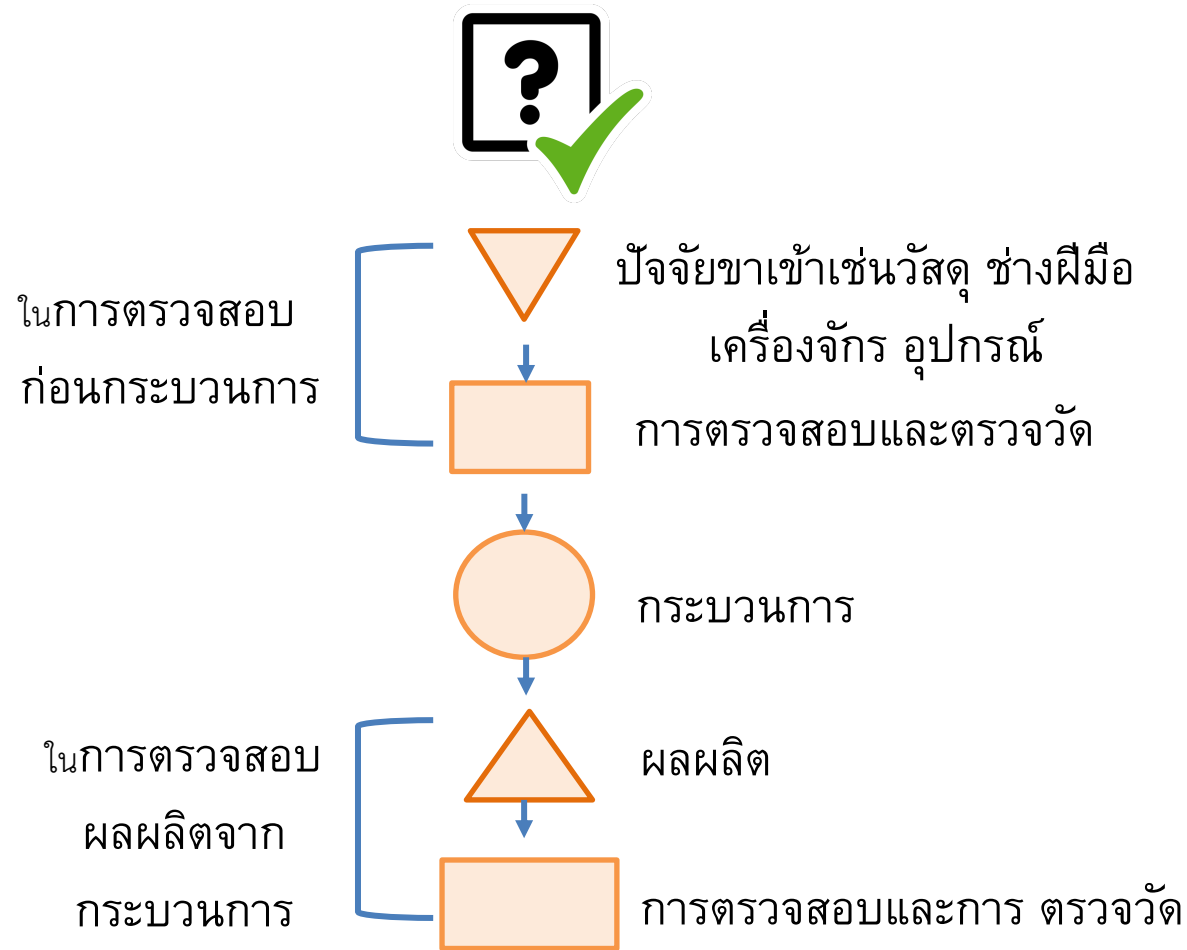 ?
ปัจจัยขาเข้าเช่นวัสดุ ช่างฝีมือ
เครื่องจักร อุปกรณ์
ในการตรวจสอบ
ก่อนกระบวนการ
การตรวจสอบและตรวจวัด
กระบวนการ
ผลผลิต
ในการตรวจสอบ
ผลผลิตจาก
กระบวนการ
การตรวจสอบและการ ตรวจวัด